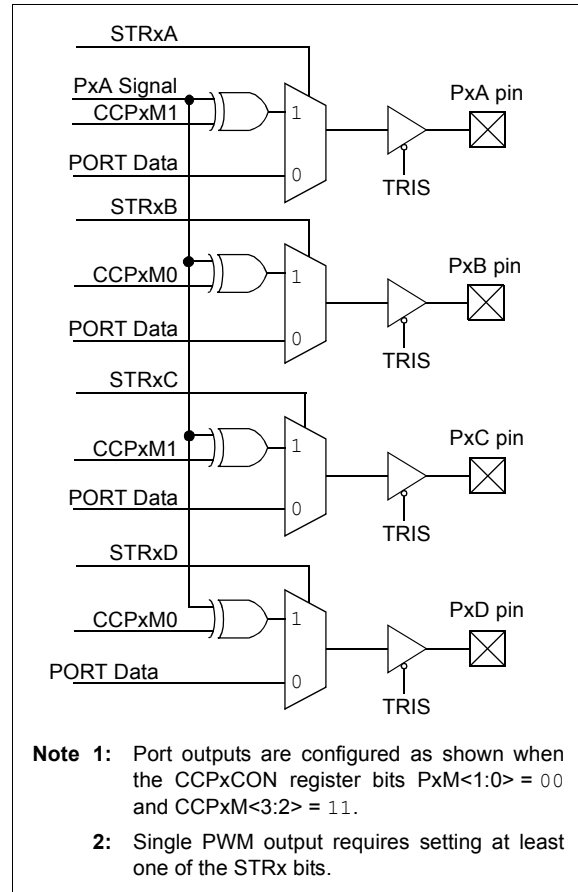 STRxA
PxA Signal
CCPxM1
1
PORT Data
0
TRIS
PxA pin
STRxB
CCPxM0
1
PORT Data
0
TRIS
PxB pin
STRxC
CCPxM1
1
PORT Data
0
TRIS
PxC pin
STRxD
CCPxM0
1
PORT Data
0
TRIS
PxD pin
Note 1: Port outputs are configured as shown when
the CCPxCON register bits PxM<1:0> = 00
and CCPxM<3:2> = 11.
2: Single PWM output requires setting at least
one of the STRx bits.